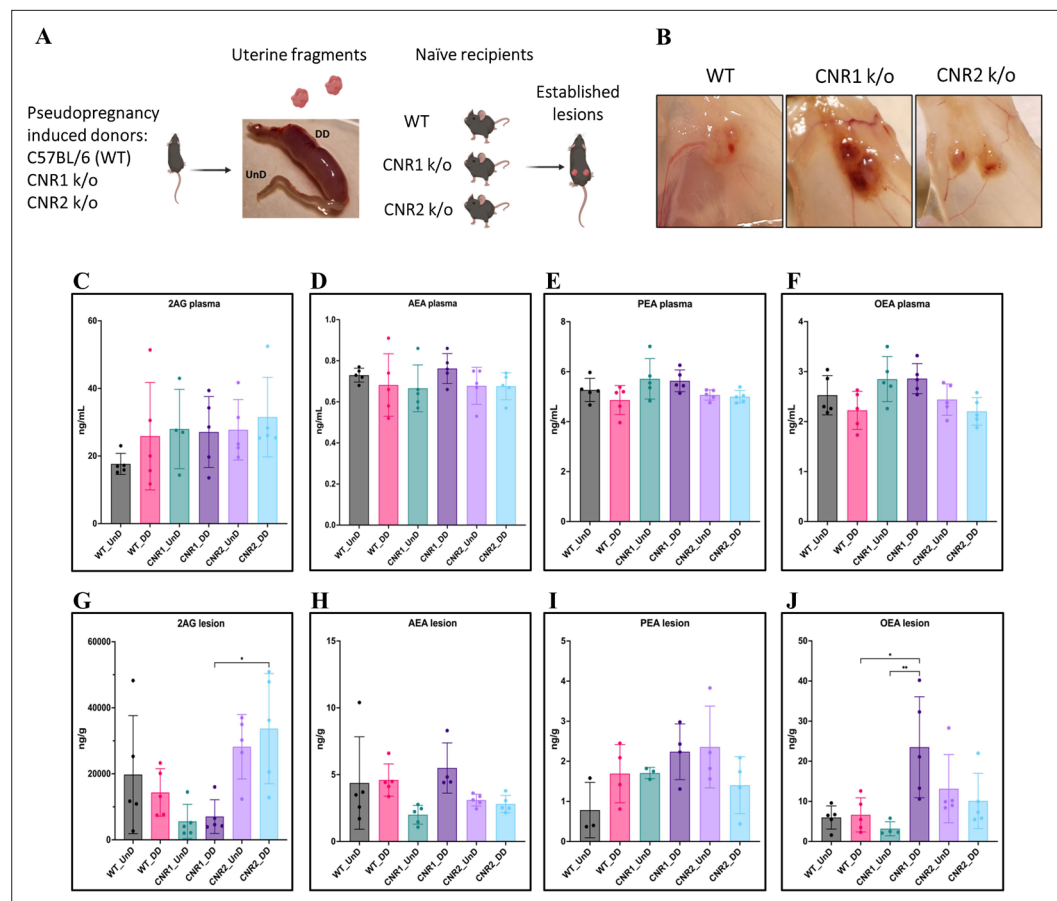 A
Uterine fragments
Naïve recipients
Pseudopregnancy
induced donors:
C57BL/6 (WT)
CNR1 k/o
CNR2 k/o
DD
UnD
WT
CNR1 k/o
CNR2 k/o
Established
lesions
B
WT
CNR1 k/o
CNR2 k/o
C
2AG plasma
ng/mL
60
40
20
0
WT_UnD
WT_DD
CNR1_UnD
CNR1_DD
CNR2_UnD
CNR2_DD
D
AEA plasma
ng/mL
1.0
0.8
0.6
0.4
0.2
0.0
WT_UnD
WT_DD
CNR1_UnD
CNR1_DD
CNR2_UnD
CNR2_DD
E
PEA plasma
ng/mL
8
6
4
2
0
WT_UnD
WT_DD
CNR1_UnD
CNR1_DD
CNR2_UnD
CNR2_DD
F
OEA plasma
ng/mL
4
3
2
1
0
WT_UnD
WT_DD
CNR1_UnD
CNR1_DD
CNR2_UnD
CNR2_DD
G
2AG lesion
ng/g
60000
40000
20000
0
*
WT_UnD
WT_DD
CNR1_UnD
CNR1_DD
CNR2_UnD
CNR2_DD
H
AEA lesion
ng/g
15
10
5
0
WT_UnD
WT_DD
CNR1_UnD
CNR1_DD
CNR2_UnD
CNR2_DD
I
PEA lesion
ng/g
5
4
3
2
1
0
WT_UnD
WT_DD
CNR1_UnD
CNR1_DD
CNR2_UnD
CNR2_DD
J
OEA lesion
ng/g
50
40
30
20
10
0
*
**
WT_UnD
WT_DD
CNR1_UnD
CNR1_DD
CNR2_UnD
CNR2_DD